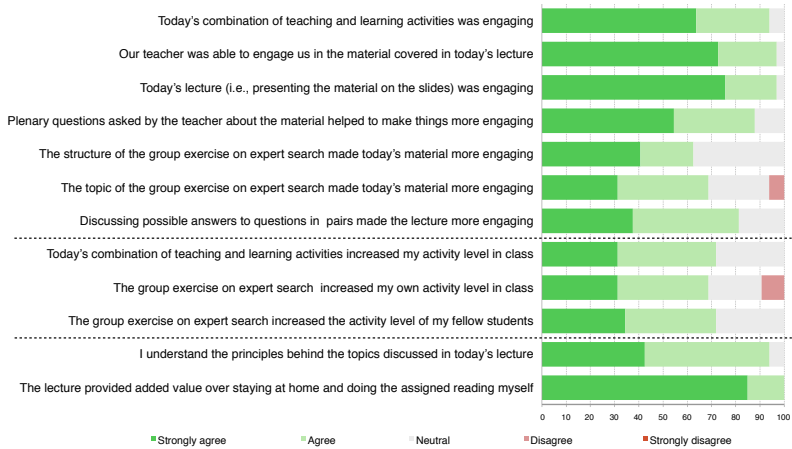 Today's combination of teaching and learning activities was engaging
Our teacher was able to engage us in the material covered in today's lecture
Today's lecture (i.e., presenting the material on the slides) was engaging
Plenary questions asked by the teacher about the material helped to make things more engaging
The structure of the group exercise on expert search made today's material more engaging
The topic of the group exercise on expert search made today's material more engaging
Discussing possible answers to questions in  pairs made the lecture more engaging
Today's combination of teaching and learning activities increased my activity level in class
The group exercise on expert search  increased my own activity level in class
The group exercise on expert search increased the activity level of my fellow students
I understand the principles behind the topics discussed in today's lecture
The lecture provided added value over staying at home and doing the assigned reading myself
0 10 20 30 40 50 60 70 80 90 100
Strongly agree Agree Neutral Disagree Strongly disagree